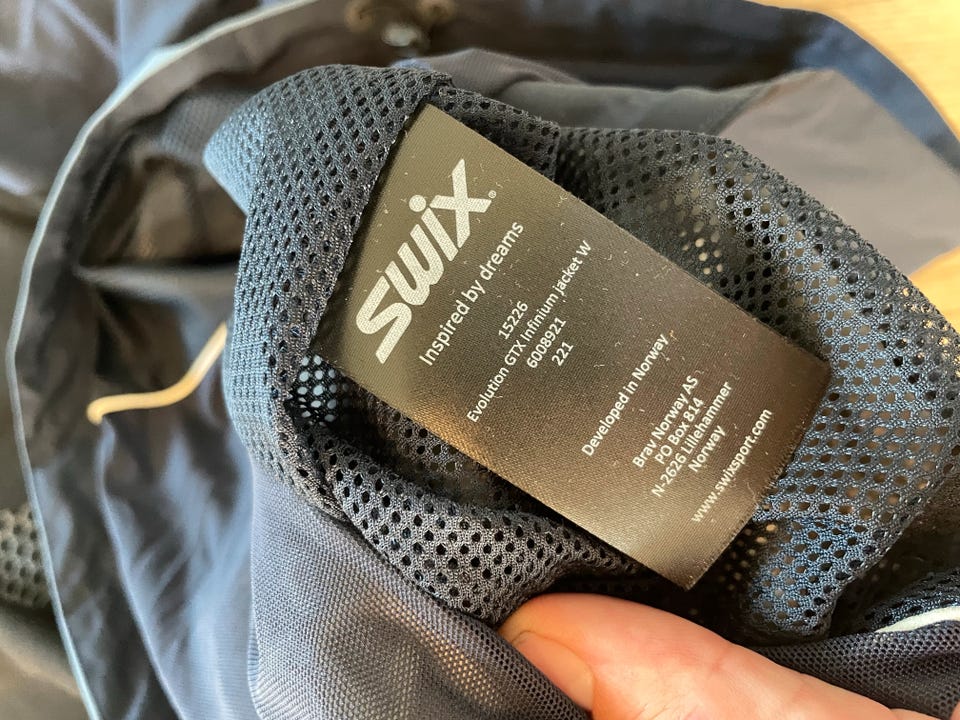 swix®
Inspired by dreams
15226
Evolution GTX Infinium jacket W
6008921
221
Developed in Norway
Brav Norway AS
PO Box 814
N-2626 Lillehammer
Norway
www.swixsport.com